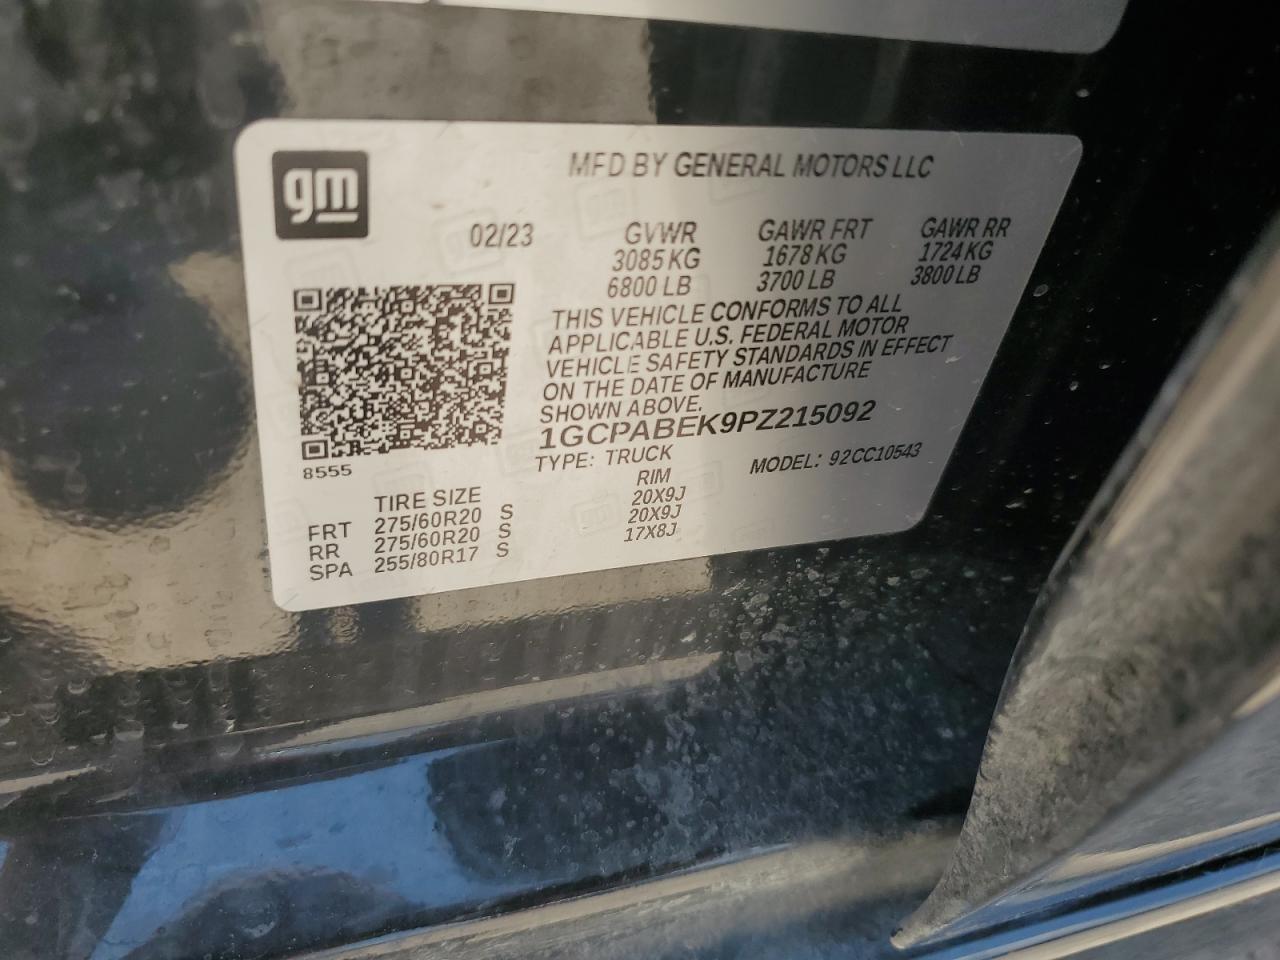 gm
MFD BY GENERAL MOTORS LLC
02/23 GVWR GAWR FRT GAWR RR
3085 KG 1678 KG 1724 KG
6800 LB 3700 LB 3800 LB
THIS VEHICLE CONFORMS TO ALL
APPLICABLE U.S. FEDERAL MOTOR
VEHICLE SAFETY STANDARDS IN EFFECT
ON THE DATE OF MANUFACTURE
SHOWN ABOVE.
1GCPABEK9PZ215092
8555 TYPE: TRUCK MODEL: 92CC10543
TIRE SIZE RIM
FRT 275/60R20 S 20X9J
RR 275/60R20 S 20X9J
SPA 255/80R17 S 17X8J